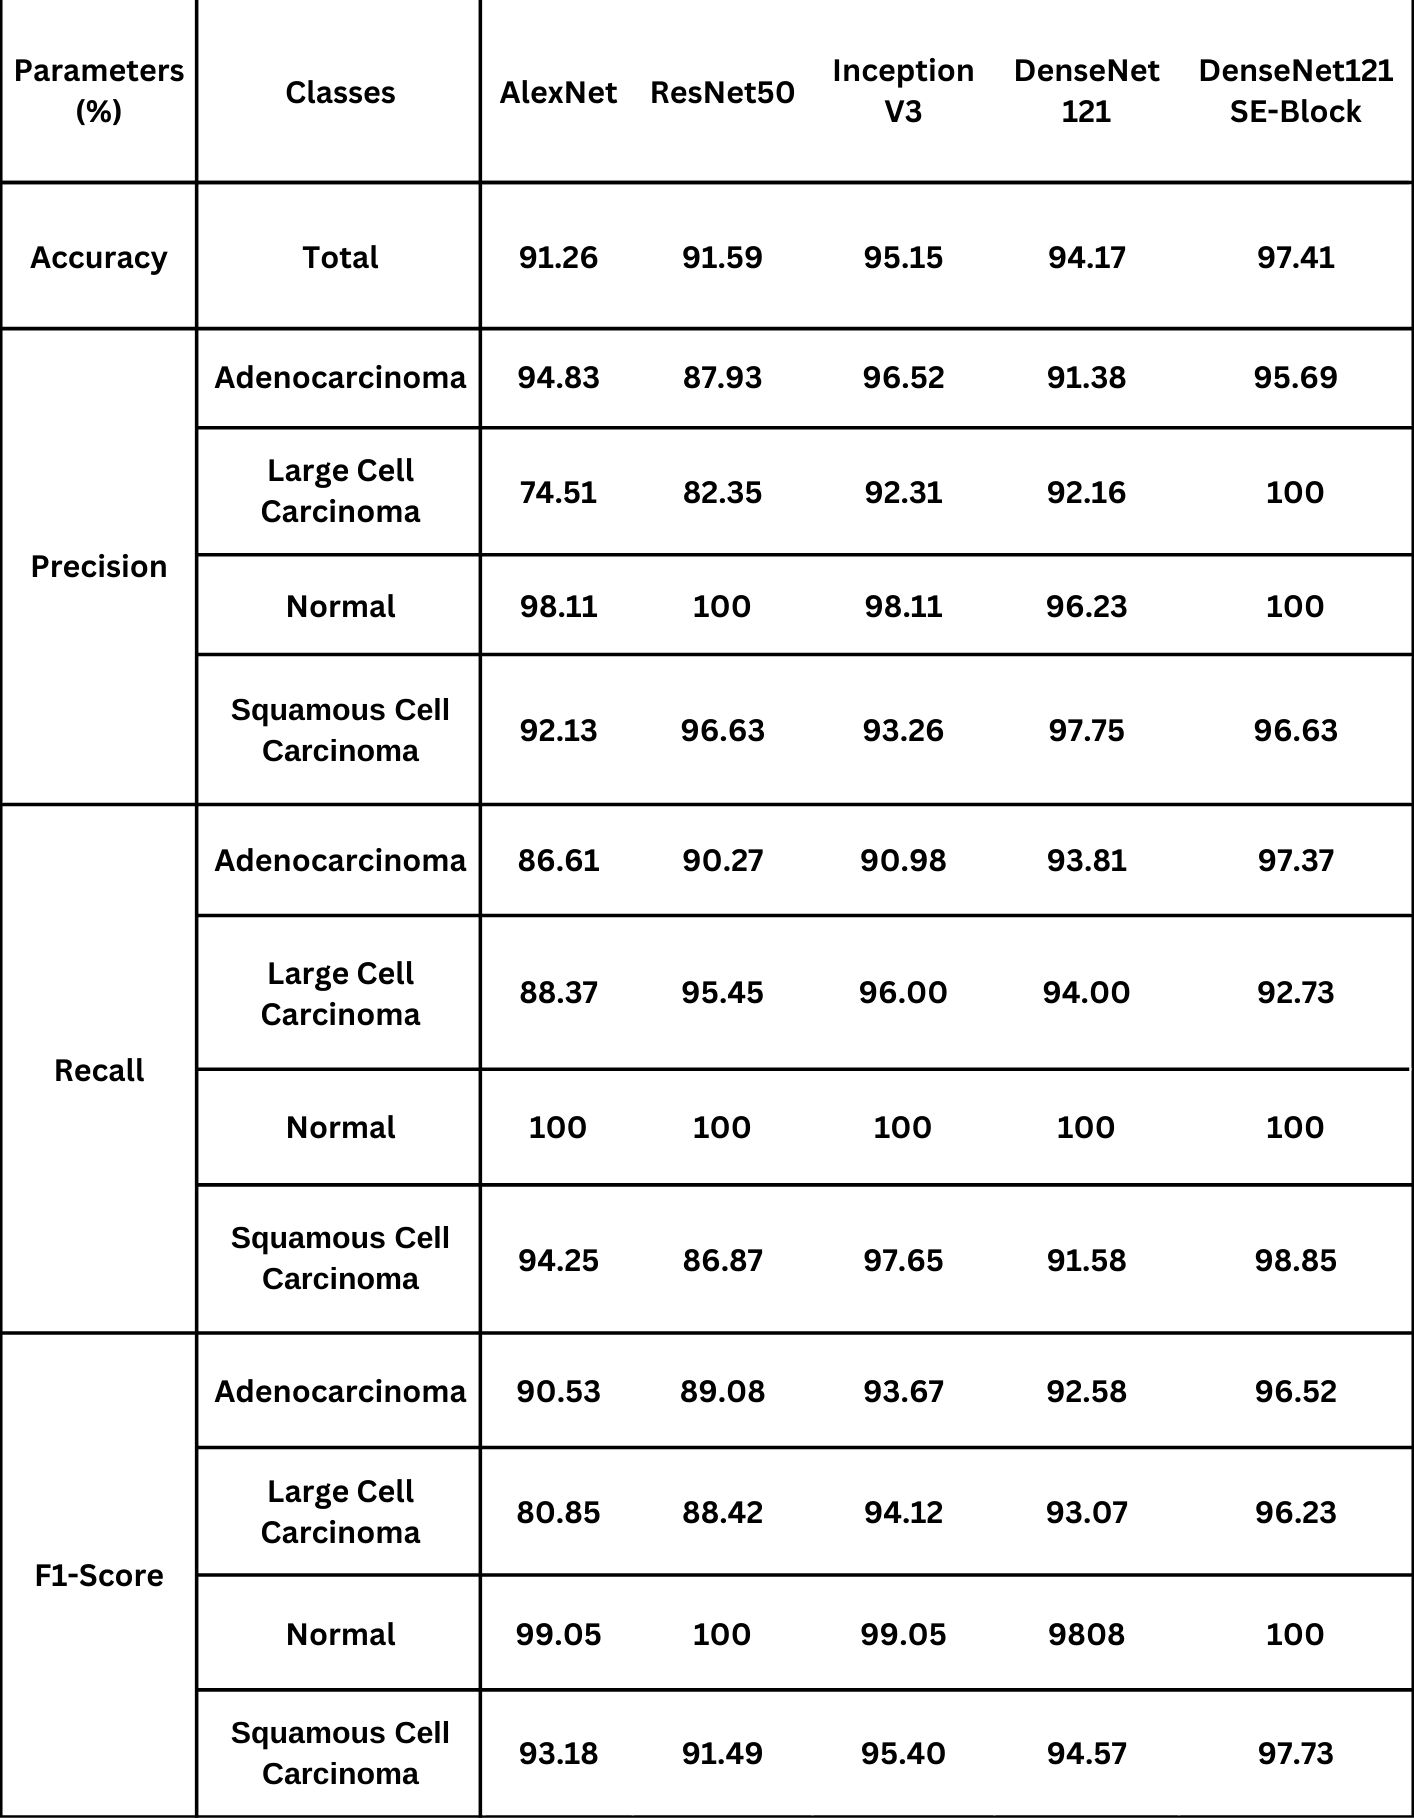 Parameters (%) Classes AlexNet ResNet50 Inception V3 DenseNet 121 DenseNet121 SE-Block
Accuracy Total 91.26 91.59 95.15 94.17 97.41
Precision Adenocarcinoma 94.83 87.93 96.52 91.38 95.69
Large Cell Carcinoma 74.51 82.35 92.31 92.16 100
Normal 98.11 100 98.11 96.23 100
Squamous Cell Carcinoma 92.13 96.63 93.26 97.75 96.63
Recall Adenocarcinoma 86.61 90.27 90.98 93.81 97.37
Large Cell Carcinoma 88.37 95.45 96.00 94.00 92.73
Normal 100 100 100 100 100
Squamous Cell Carcinoma 94.25 86.87 97.65 91.58 98.85
F1-Score Adenocarcinoma 90.53 89.08 93.67 92.58 96.52
Large Cell Carcinoma 80.85 88.42 94.12 93.07 96.23
Normal 99.05 100 99.05 9808 100
Squamous Cell Carcinoma 93.18 91.49 95.40 94.57 97.73